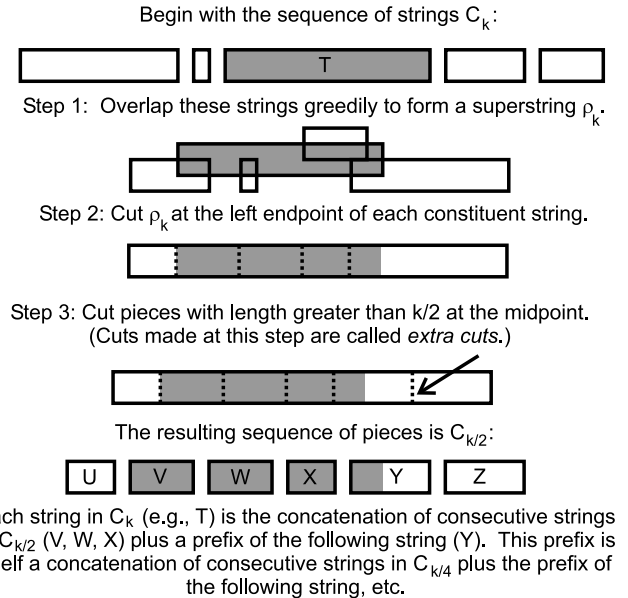 Begin with the sequence of strings C_k:
T
Step 1: Overlap these strings greedily to form a superstring ρ_k.
Step 2: Cut ρ_k at the left endpoint of each constituent string.
Step 3: Cut pieces with length greater than k/2 at the midpoint.
(Cuts made at this step are called extra cuts.)
The resulting sequence of pieces is C_k/2:
U V W X Y Z
string in C_k (e.g., T) is the concatenation of consecutive strings
C_k/2 (V, W, X) plus a prefix of the following string (Y). This prefix is
a concatenation of consecutive strings in C_k/4 plus the prefix of
the following string, etc.